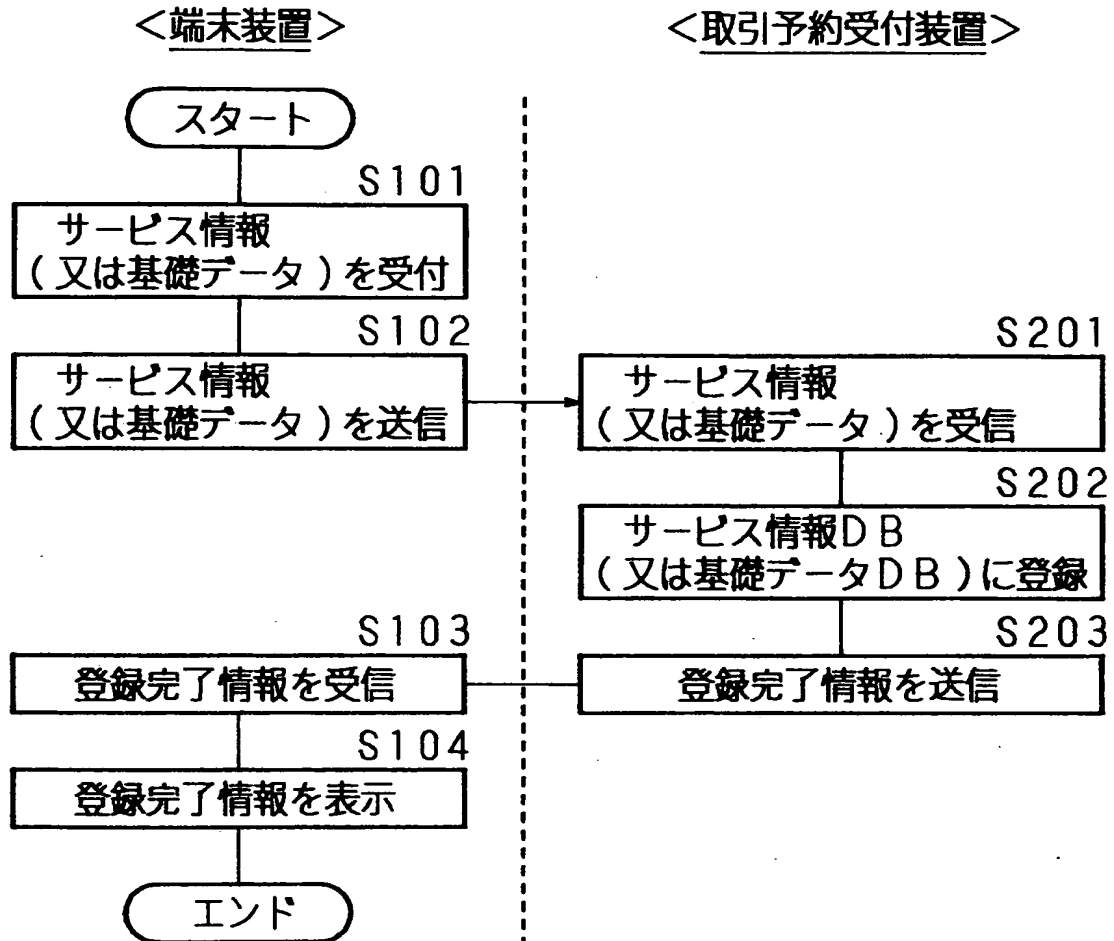 ＜端末装置＞
＜取引予約受付装置＞
スタート
S101
サービス情報
(又は基礎データ)を受付
S102
サービス情報
(又は基礎データ)を送信
S201
サービス情報
(又は基礎データ)を受信
S202
サービス情報DB
(又は基礎データDB)に登録
S203
登録完了情報を送信
S103
登録完了情報を受信
S104
登録完了情報を表示
エンド